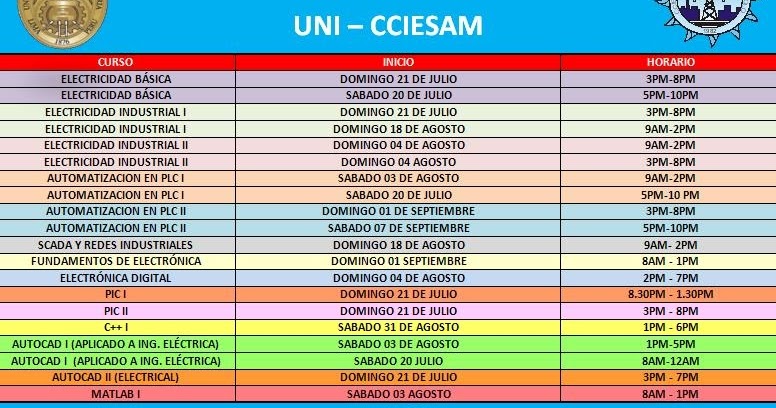 UNI – CCIESAM
1876
1982
CURSO INICIO HORARIO
ELECTRICIDAD BÁSICA DOMINGO 21 DE JULIO 3PM-8PM
ELECTRICIDAD BÁSICA SABADO 20 DE JULIO 5PM-10PM
ELECTRICIDAD INDUSTRIAL I DOMINGO 21 DE JULIO 3PM-8PM
ELECTRICIDAD INDUSTRIAL I DOMINGO 18 DE AGOSTO 9AM-2PM
ELECTRICIDAD INDUSTRIAL II DOMINGO 04 DE AGOSTO 9AM-2PM
ELECTRICIDAD INDUSTRIAL II DOMINGO 04 AGOSTO 3PM-8PM
AUTOMATIZACION EN PLC I SABADO 03 DE AGOSTO 9AM-2PM
AUTOMATIZACION EN PLC I SABADO 20 DE JULIO 5PM-10 PM
AUTOMATIZACION EN PLC II DOMINGO 01 DE SEPTIEMBRE 3PM-8PM
AUTOMATIZACION EN PLC II SABADO 07 DE SEPTIEMBRE 5PM-10PM
SCADA Y REDES INDUSTRIALES DOMINGO 18 DE AGOSTO 9AM- 2PM
FUNDAMENTOS DE ELECTRÓNICA DOMINGO 01 SEPTIEMBRE 8AM - 1PM
ELECTRÓNICA DIGITAL DOMINGO 04 DE AGOSTO 2PM - 7PM
PIC I DOMINGO 21 DE JULIO 8.30PM - 1.30PM
PIC II DOMINGO 21 DE JULIO 3PM - 8PM
C++ I SABADO 31 DE AGOSTO 1PM - 6PM
AUTOCAD I (APLICADO A ING. ELÉCTRICA) SABADO 03 DE AGOSTO 1PM-5PM
AUTOCAD I (APLICADO A ING. ELÉCTRICA) SABADO 20 JULIO 8AM-12AM
AUTOCAD II (ELECTRICAL) DOMINGO 21 DE JULIO 3PM - 7PM
MATLAB I SABADO 03 AGOSTO 8AM - 1PM